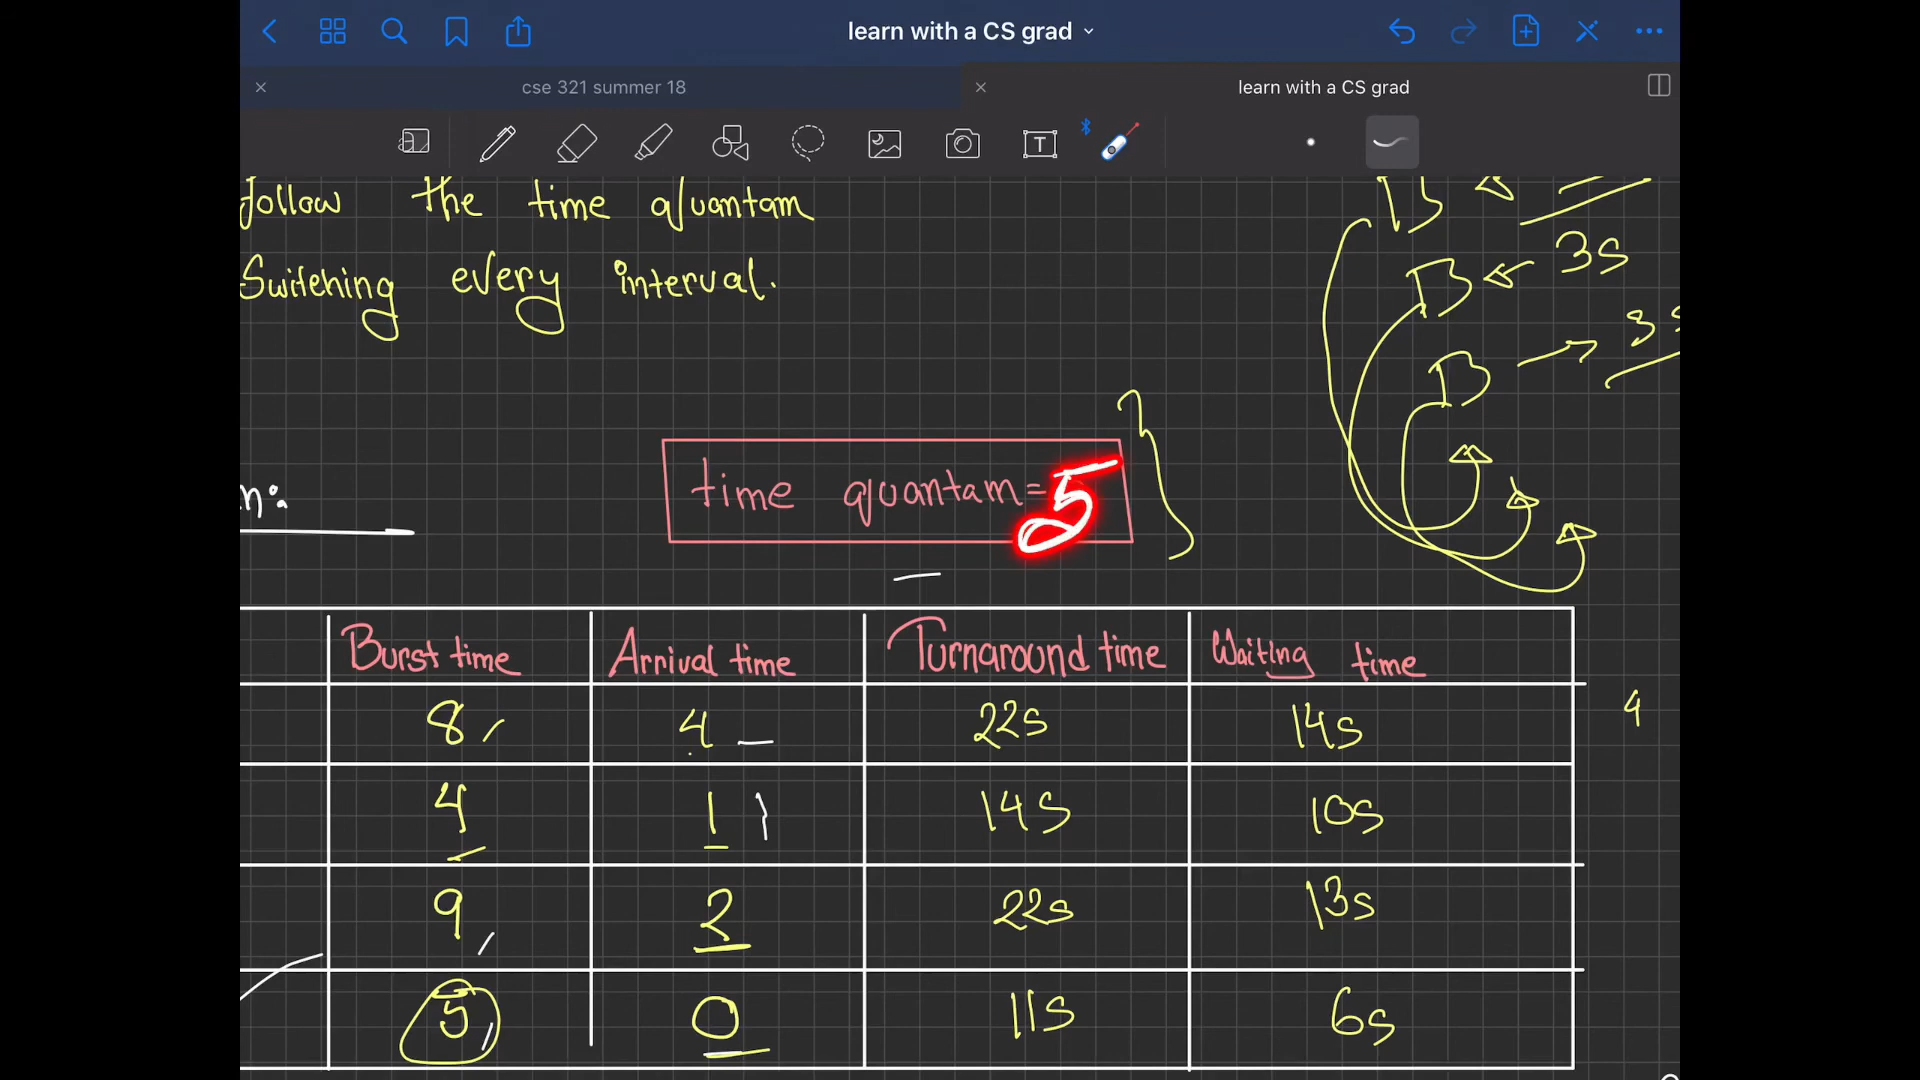 learn with a CS grad
cse 321 summer 18
learn with a CS grad
T
follow the time quantam
Switching every interval.
B
B ← 3s
B → 3s
n:
time quantam=5
Burst time Arrival time Turnaround time Waiting time
8 4 22s 14s 4
4 1 14s 10s
9 2 22s 13s
5 0 11s 6s